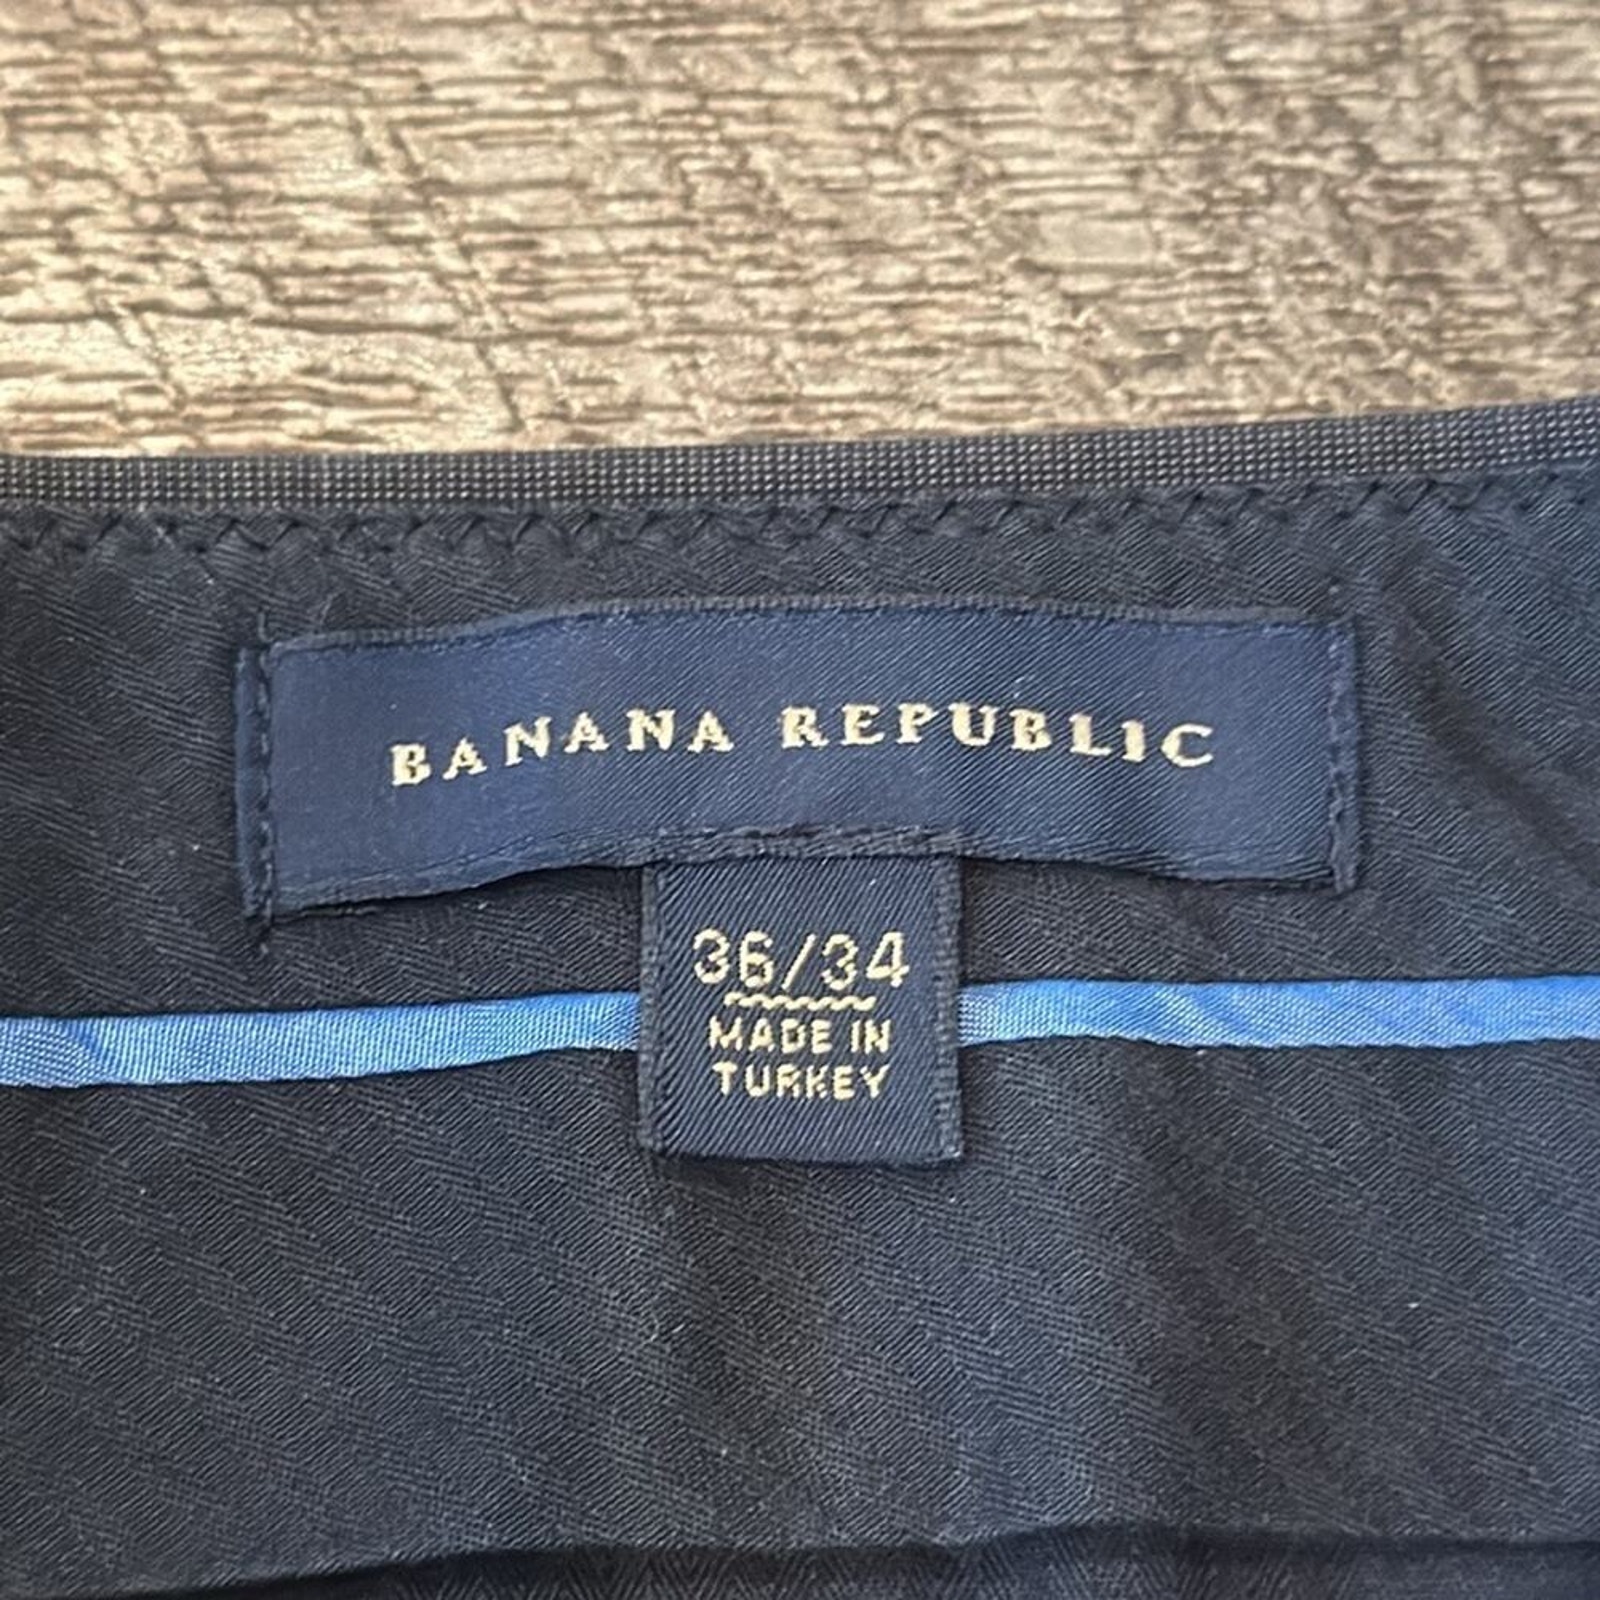 BANANA REPUBLIC
36/34
MADE IN
TURKEY